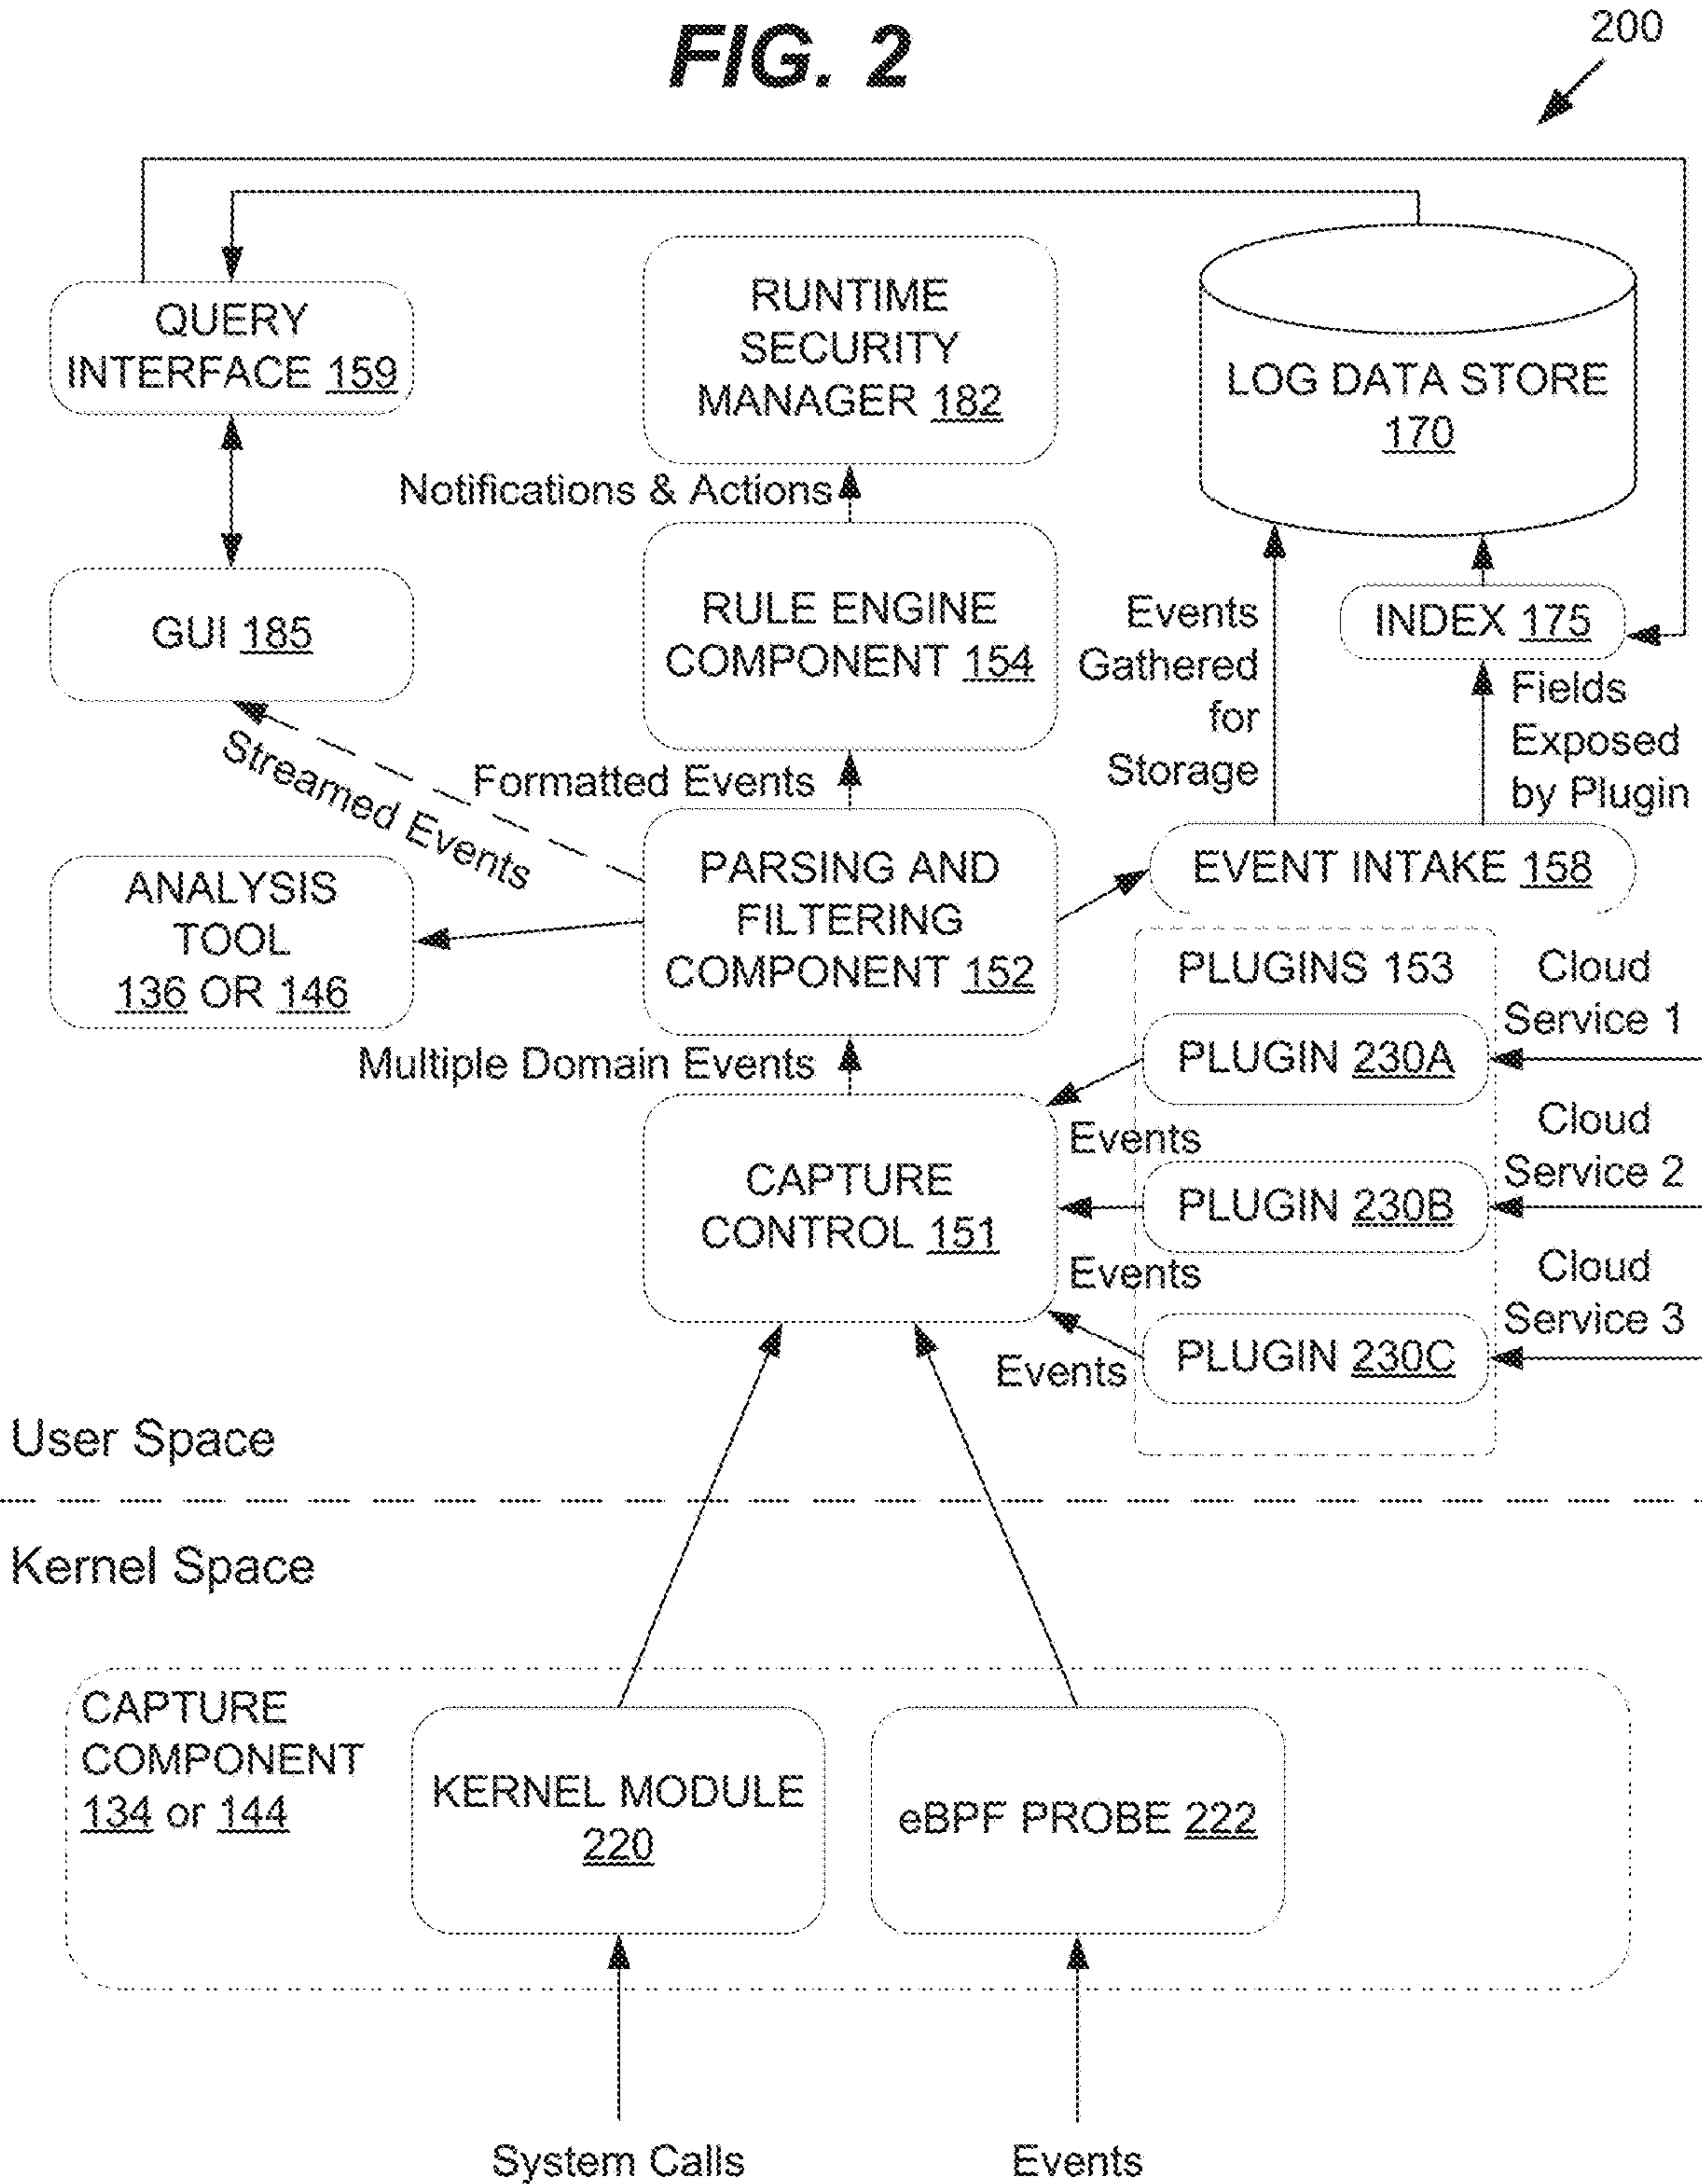 FIG. 2
200
QUERY
INTERFACE 159
RUNTIME
SECURITY
MANAGER 182
LOG DATA STORE
170
Notifications & Actions
GUI 185
RULE ENGINE
COMPONENT 154
Events
Gathered
for
Storage
INDEX 175
Fields
Exposed
by Plugin
Streamed Events
Formatted Events
ANALYSIS
TOOL
136 OR 146
PARSING AND
FILTERING
COMPONENT 152
EVENT INTAKE 158
PLUGINS 153
Cloud
Service 1
PLUGIN 230A
Multiple Domain Events
Events
CAPTURE
CONTROL 151
Cloud
Service 2
PLUGIN 230B
Events
Cloud
Service 3
PLUGIN 230C
Events
User Space
Kernel Space
CAPTURE
COMPONENT
134 or 144
KERNEL MODULE
220
eBPF PROBE 222
System Calls
Events